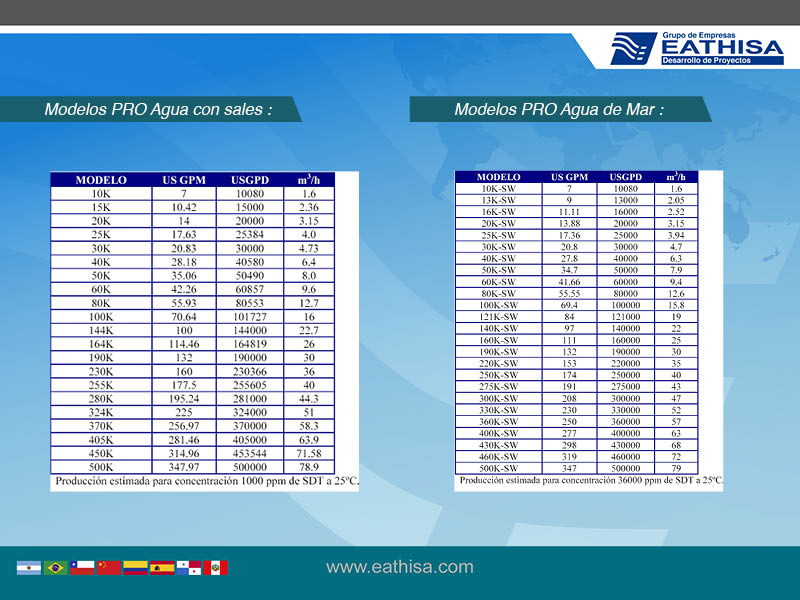 Grupo de Empresas
EATHISA
Desarrollo de Proyectos
Modelos PRO Agua con sales :
MODELO US GPM USGPD m³/h
10K 7 10080 1.6
15K 10.42 15000 2.36
20K 14 20000 3.15
25K 17.63 25384 4.0
30K 20.83 30000 4.73
40K 28.18 40580 6.4
50K 35.06 50490 8.0
60K 42.26 60857 9.6
80K 55.93 80553 12.7
100K 70.64 101727 16
144K 100 144000 22.7
164K 114.46 164819 26
190K 132 190000 30
230K 160 230366 36
255K 177.5 255605 40
280K 195.24 281000 44.3
324K 225 324000 51
370K 256.97 370000 58.3
405K 281.46 405000 63.9
450K 314.96 453544 71.58
500K 347.97 500000 78.9
Producción estimada para concentración 1000 ppm de SDT a 25ºC.
Modelos PRO Agua de Mar :
MODELO US GPM USGPD m³/h
10K-SW 7 10080 1.6
13K-SW 9 13000 2.05
16K-SW 11.11 16000 2.52
20K-SW 13.88 20000 3.15
25K-SW 17.36 25000 3.94
30K-SW 20.8 30000 4.7
40K-SW 27.8 40000 6.3
50K-SW 34.7 50000 7.9
60K-SW 41.66 60000 9.4
80K-SW 55.55 80000 12.6
100K-SW 69.4 100000 15.8
121K-SW 84 121000 19
140K-SW 97 140000 22
160K-SW 111 160000 25
190K-SW 132 190000 30
220K-SW 153 220000 35
250K-SW 174 250000 40
275K-SW 191 275000 43
300K-SW 208 300000 47
330K-SW 230 330000 52
360K-SW 250 360000 57
400K-SW 277 400000 63
430K-SW 298 430000 68
460K-SW 319 460000 72
500K-SW 347 500000 79
Producción estimada para concentración 36000 ppm de SDT a 25ºC.
www.eathisa.com